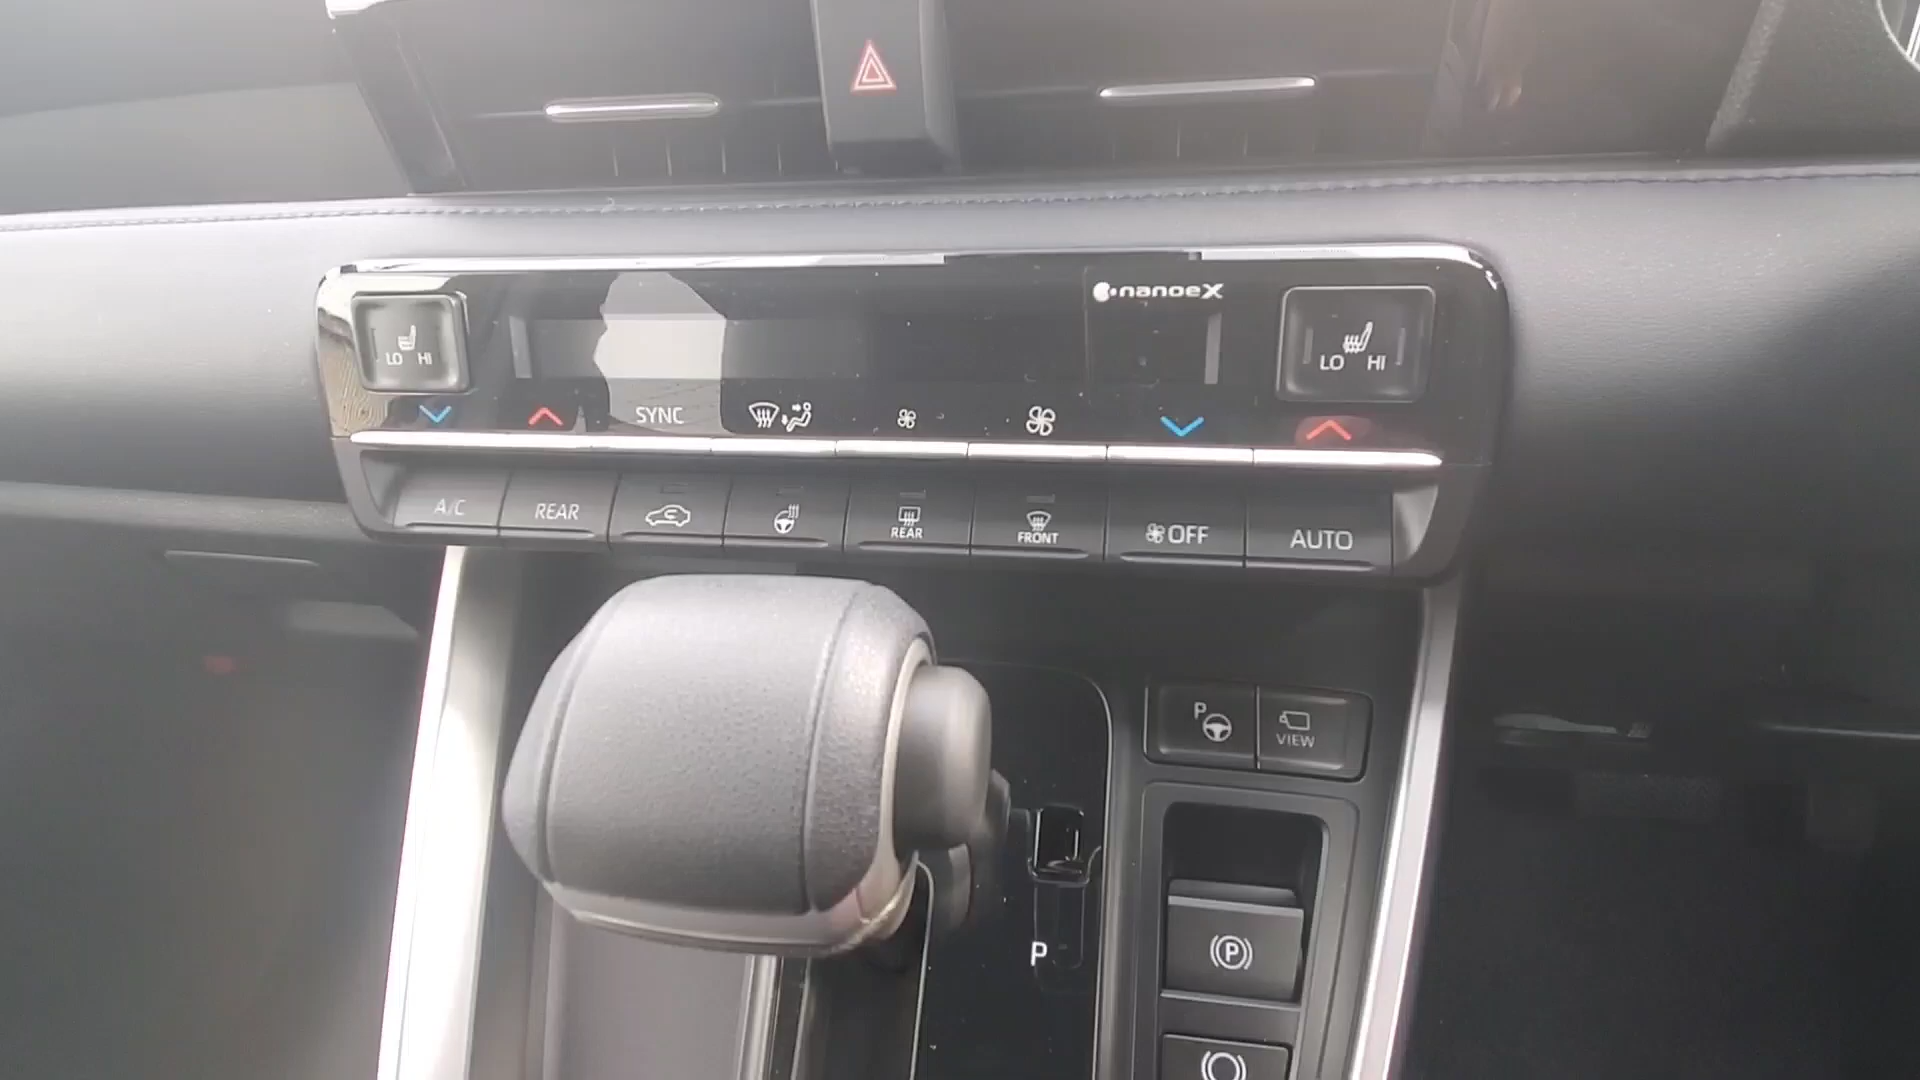 nanoeX
LO HI
LO HI
SYNC
A/C
REAR
REAR
FRONT
OFF
AUTO
P
VIEW
P
P